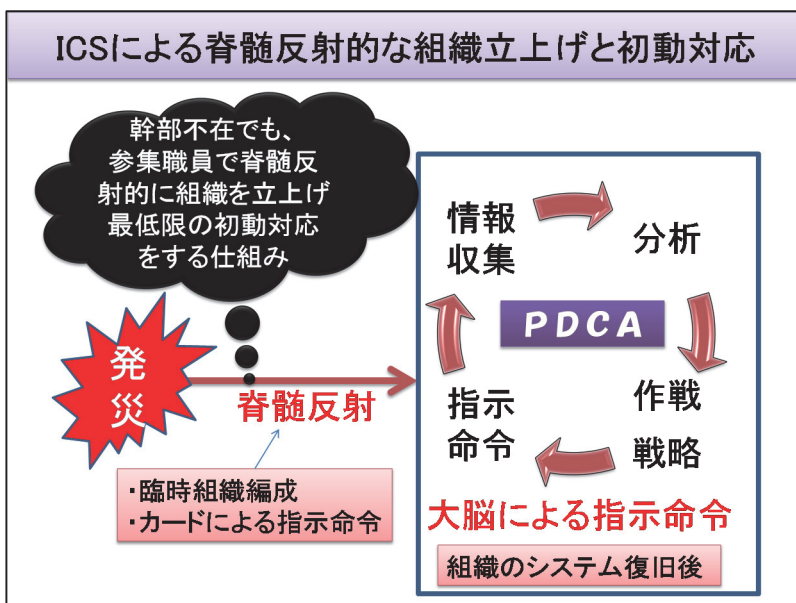 ICSによる脊髄反射的な組織立上げと初動対応
幹部不在でも、
参集職員で脊髄反
射的に組織を立上げ
最低限の初動対応
をする仕組み
発
災
脊髄反射
・臨時組織編成
・カードによる指示命令
情報
収集
分析
PDCA
作戦
戦略
指示
命令
大脳による指示命令
組織のシステム復旧後